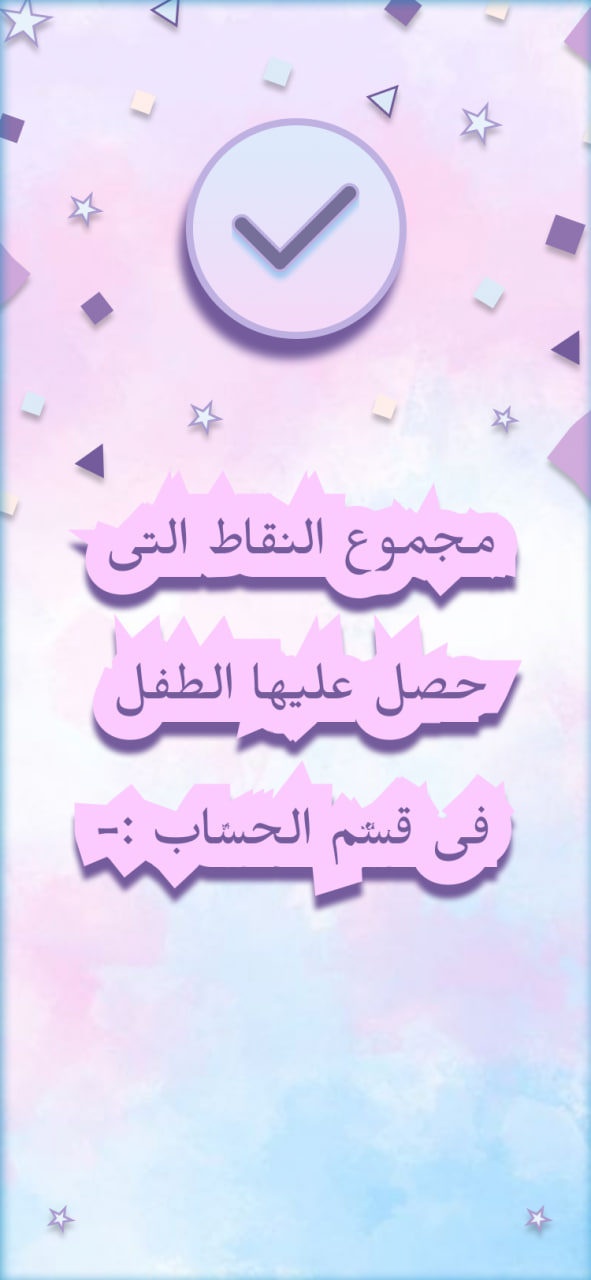 مجموع النقاط التى
حصل عليها الطفل
فى قسم الحساب :-